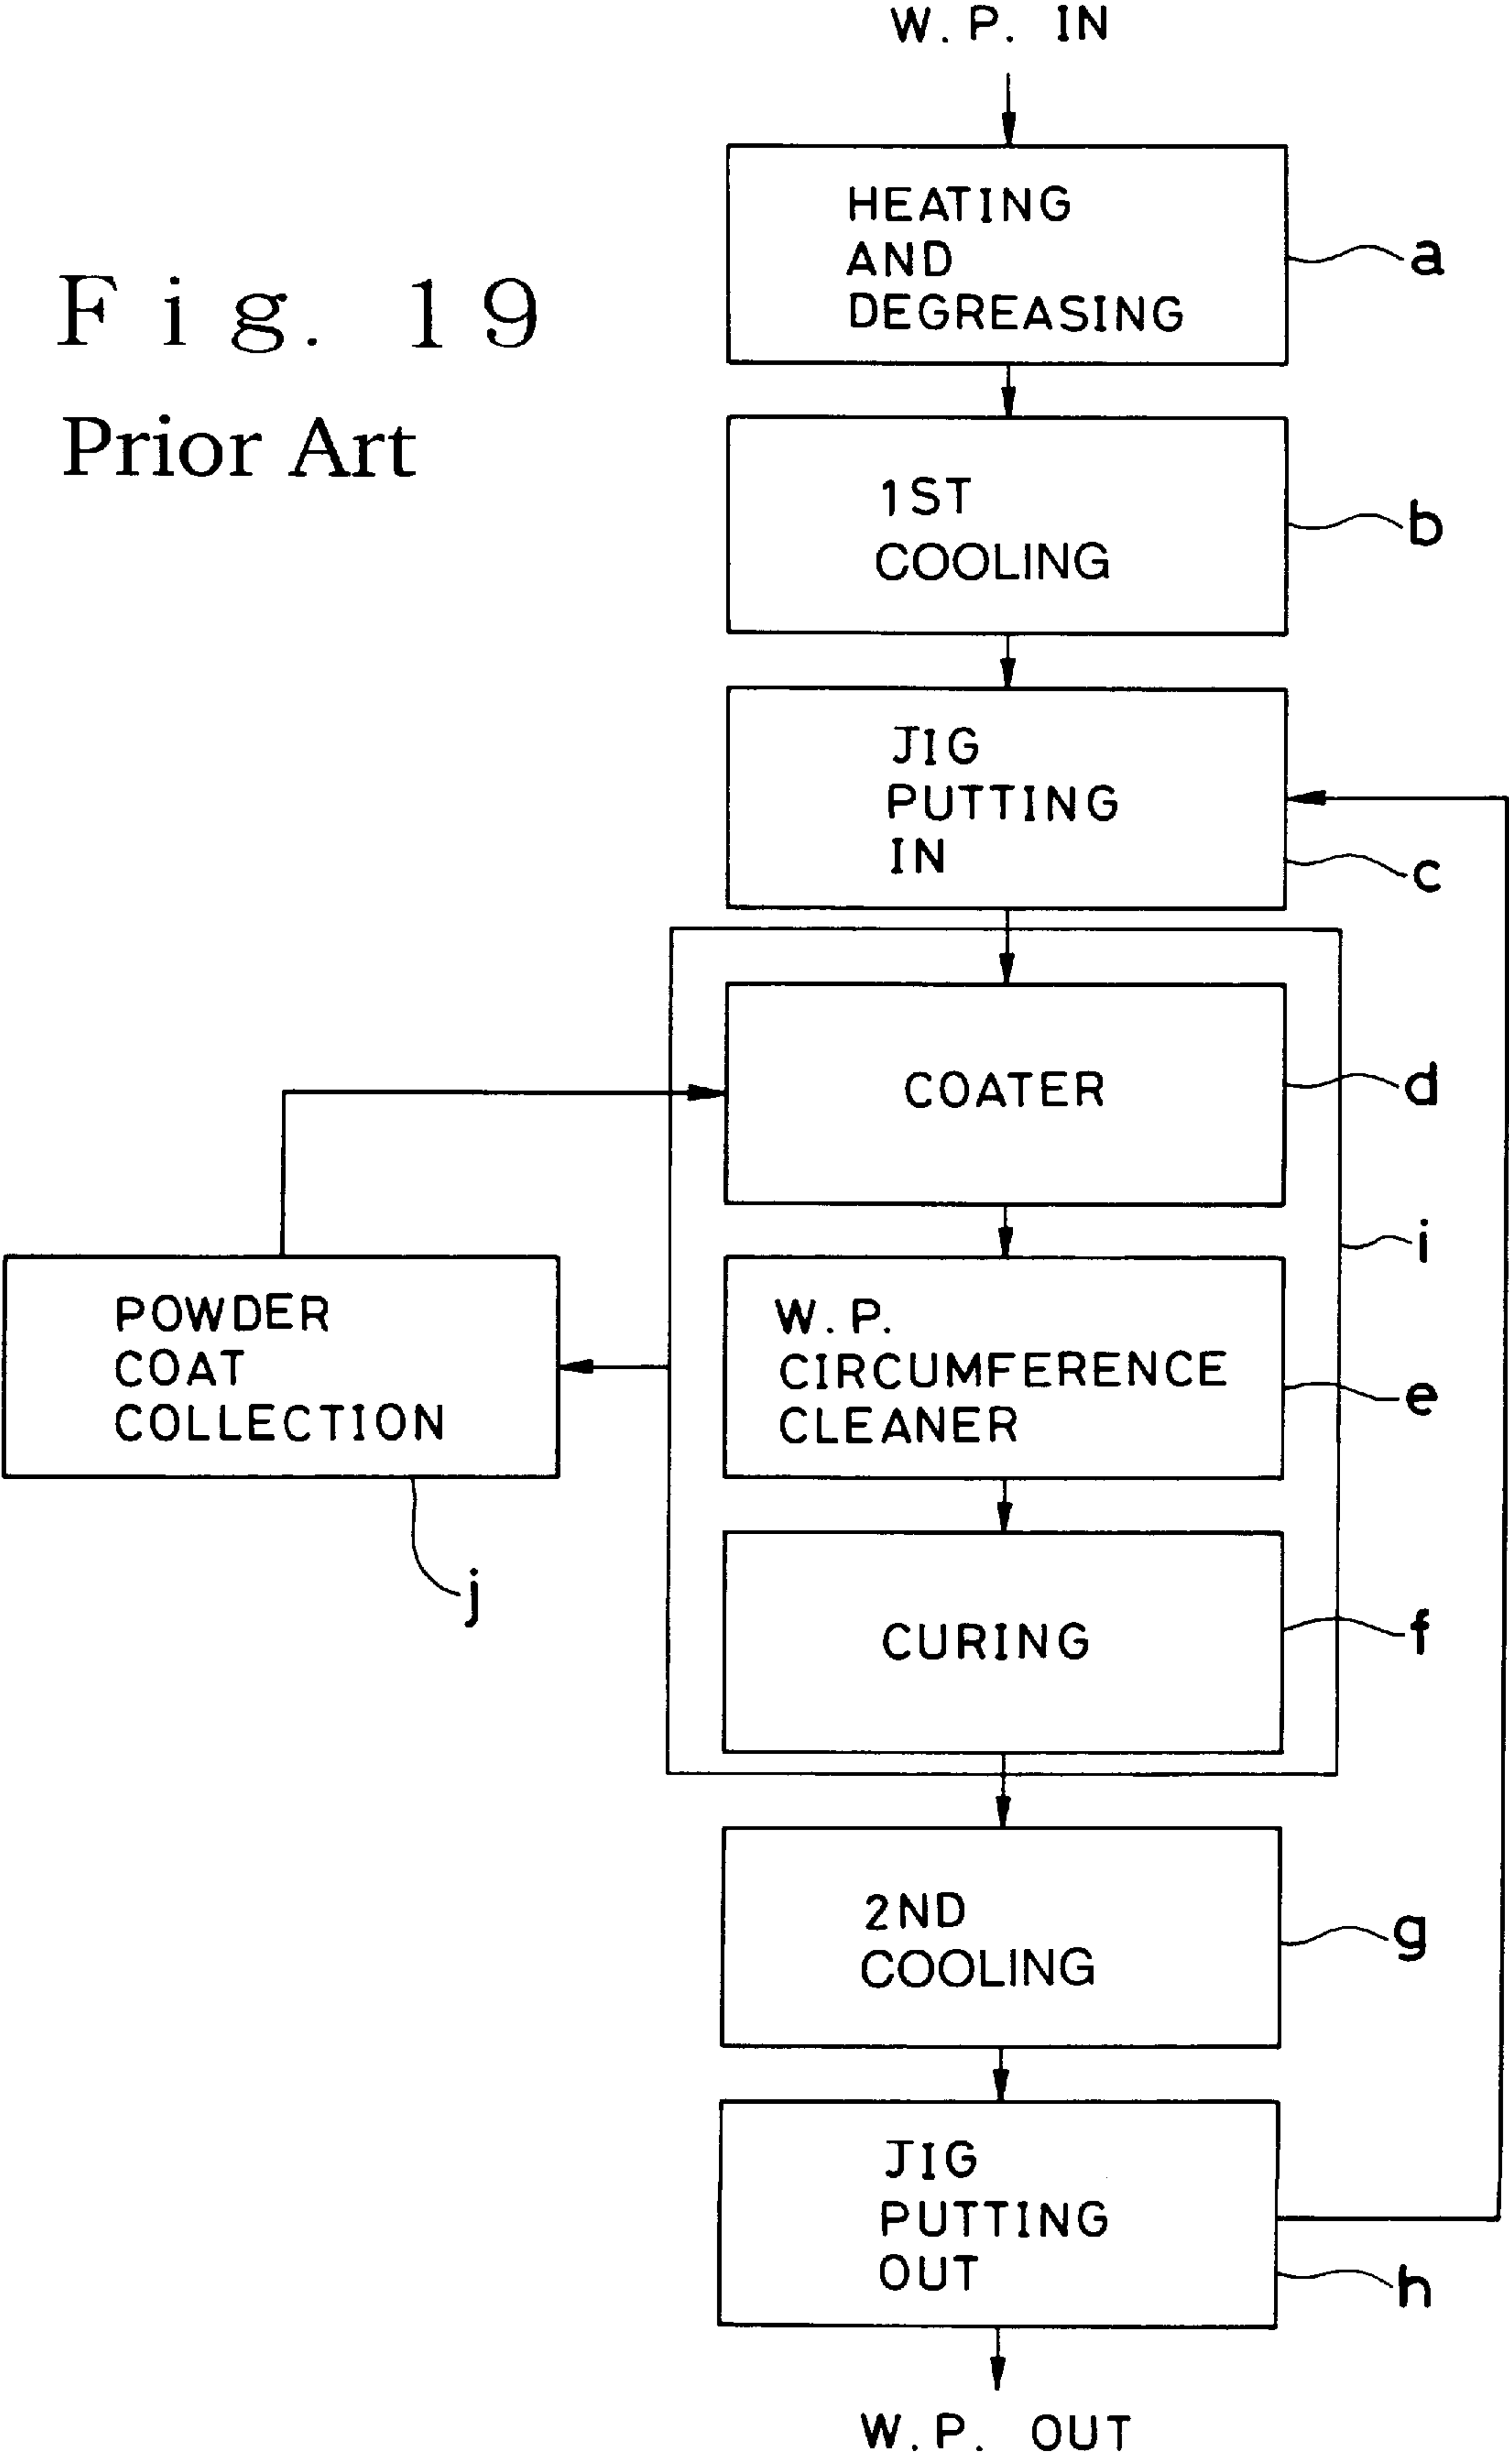 W. P. IN
HEATING
AND
DEGREASING
a
Fig. 19
Prior Art
1ST
COOLING
b
JIG
PUTTING
IN
c
COATER
d
i
POWDER
COAT
COLLECTION
j
W. P.
CIRCUMFERENCE
CLEANER
e
CURING
f
2ND
COOLING
g
JIG
PUTTING
OUT
h
W. P. OUT